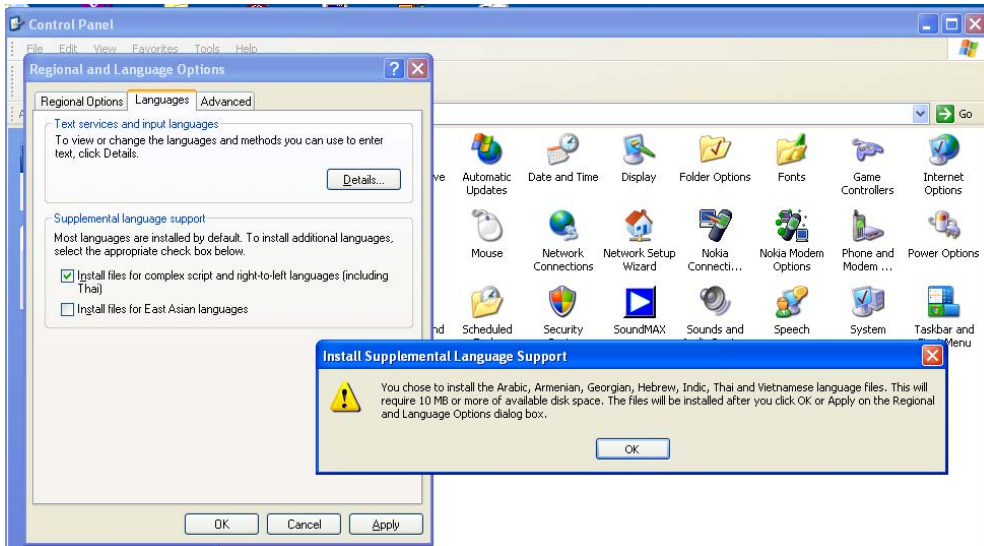 Control Panel
File Edit View Favorites Tools Help
Regional and Language Options
Regional Options Languages Advanced
Go
Text services and input languages
To view or change the languages and methods you can use to enter
text, click Details.
Details...
Supplemental language support
Most languages are installed by default. To install additional languages,
select the appropriate check box below.
Install files for complex script and right-to-left languages (including
Thai)
Install files for East Asian languages
OK Cancel Apply
Automatic
Updates
Date and Time
Display
Folder Options
Fonts
Game
Controllers
Internet
Options
Mouse
Network
Connections
Network Setup
Wizard
Nokia
Connecti...
Nokia Modem
Options
Phone and
Modem ...
Power Options
Scheduled
Security
SoundMAX
Sounds and
Speech
System
Taskbar and
Menu
Install Supplemental Language Support
You chose to install the Arabic, Armenian, Georgian, Hebrew, Indic, Thai and Vietnamese language files. This will
require 10 MB or more of available disk space. The files will be installed after you click OK or Apply on the Regional
and Language Options dialog box.
OK